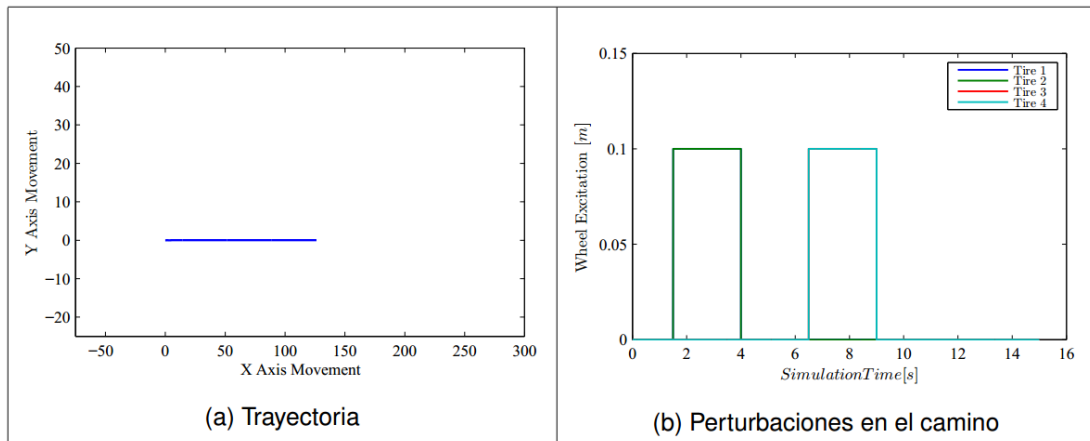 50
40
30
20
10
0
−10
−20
Y Axis Movement
−50 0 50 100 150 200 250 300
X Axis Movement
(a) Trayectoria
0.15
0.1
0.05
0
Wheel Excitation [m]
Tire 1
Tire 2
Tire 3
Tire 4
0 2 4 6 8 10 12 14 16
SimulationTime[s]
(b) Perturbaciones en el camino